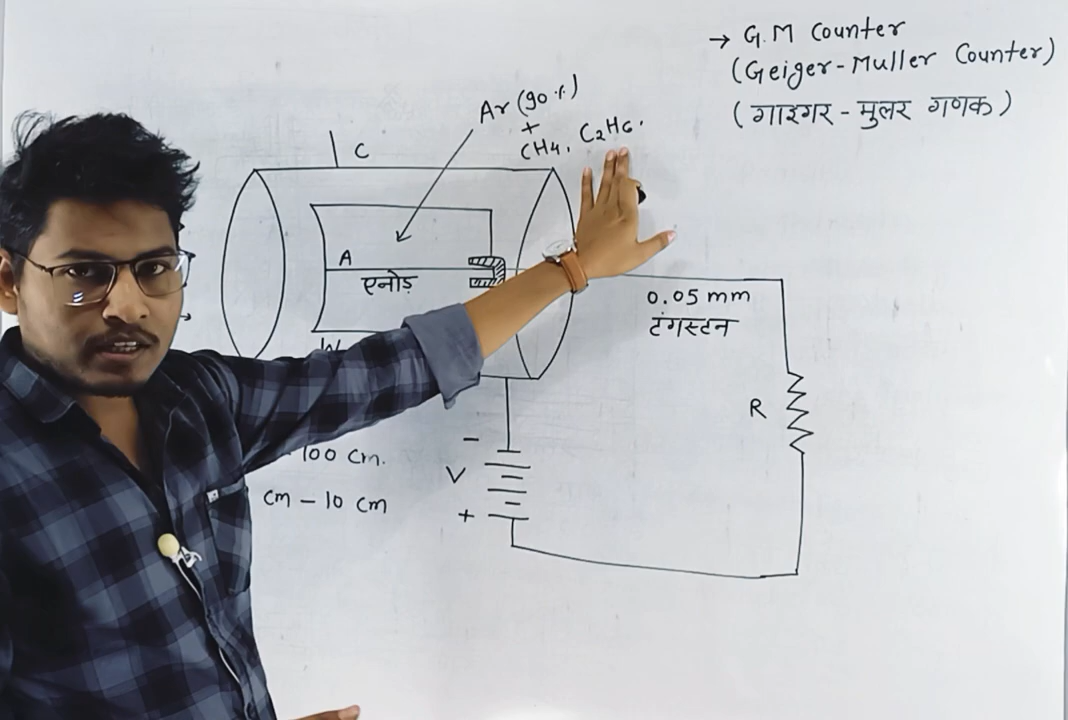 → G.M Counter
(Geiger-Muller Counter)
(गाइगर-मुलर गणक)
Ar (90%)
+
CH4, C2H6.
C
A
एनोड़
W
0.05 mm
टंगस्टन
R
100 cm.
cm - 10 cm
-
V
+